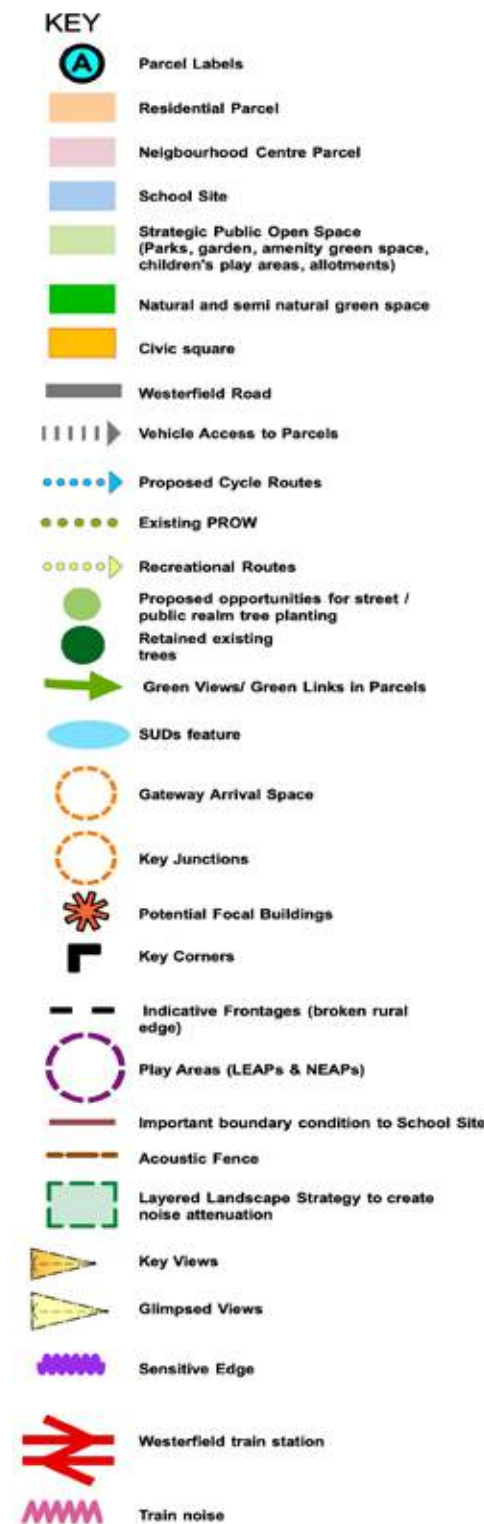 KEY
A
Parcel Labels
Residential Parcel
Neigbourhood Centre Parcel
School Site
Strategic Public Open Space
(Parks, garden, amenity green space,
children's play areas, allotments)
Natural and semi natural green space
Civic square
Westerfield Road
Vehicle Access to Parcels
Proposed Cycle Routes
Existing PROW
Recreational Routes
Proposed opportunities for street /
public realm tree planting
Retained existing
trees
Green Views/ Green Links in Parcels
SUDs feature
Gateway Arrival Space
Key Junctions
Potential Focal Buildings
Key Corners
Indicative Frontages (broken rural
edge)
Play Areas (LEAPs & NEAPs)
Important boundary condition to School Site
Acoustic Fence
Layered Landscape Strategy to create
noise attenuation
Key Views
Glimpsed Views
Sensitive Edge
Westerfield train station
Train noise